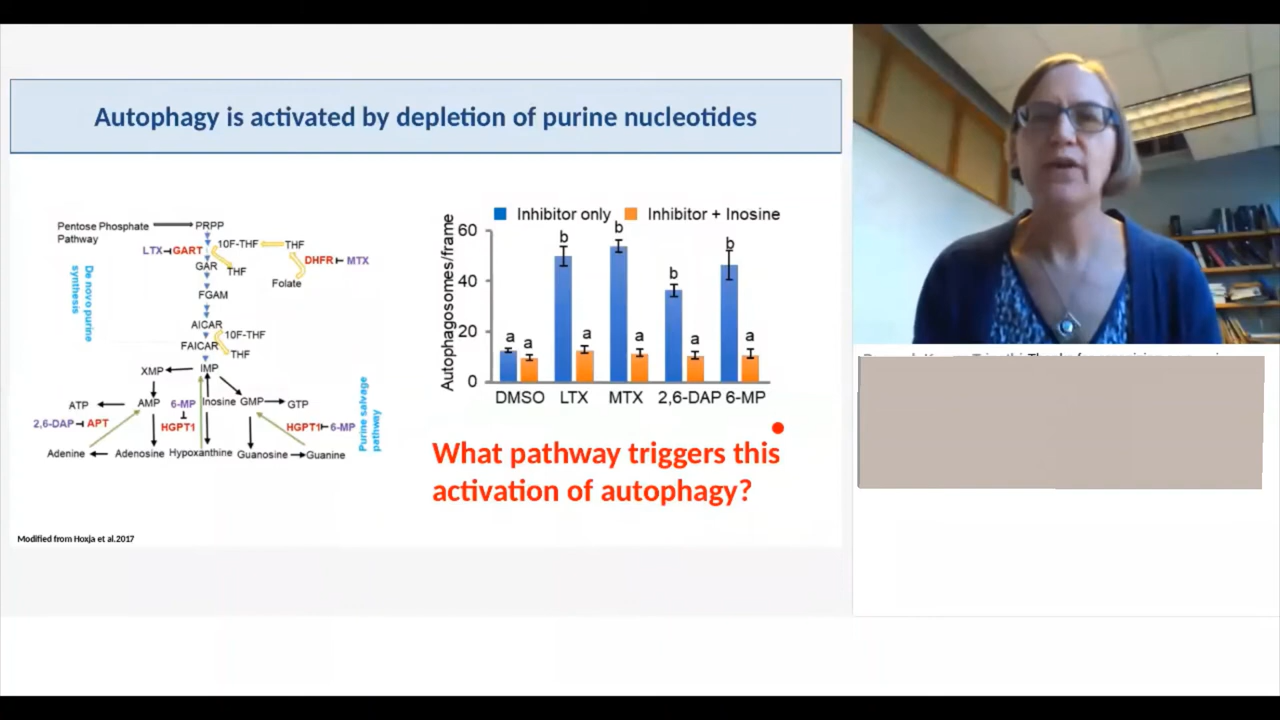 Autophagy is activated by depletion of purine nucleotides
Pentose Phosphate
Pathway
PRPP
LTX
GART
10F-THF
THF
DHFR
MTX
GAR
THF
Folate
De novo purine
synthesis
FGAM
AICAR
10F-THF
FAICAR
THF
XMP
IMP
ATP
AMP
6-MP
Inosine
GMP
GTP
2,6-DAP
APT
HGPT1
HGPT1
6-MP
Purine salvage
pathway
Adenine
Adenosine
Hypoxanthine
Guanosine
Guanine
Inhibitor only
Inhibitor + Inosine
Autophagosomes/frame
60
40
20
0
a
a
b
a
b
a
b
a
b
a
DMSO
LTX
MTX
2,6-DAP
6-MP
What pathway triggers this
activation of autophagy?
Modified from Hoxja et al.2017